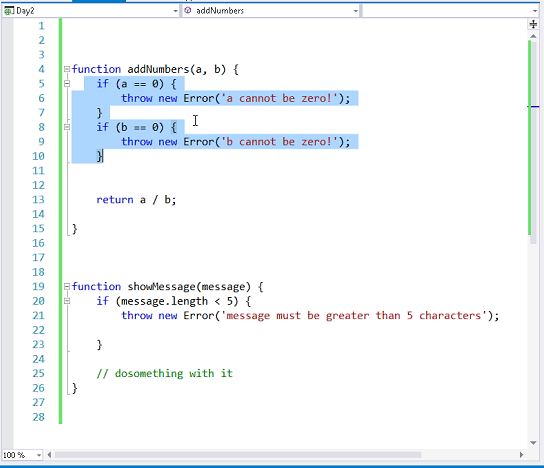 Day2 addNumbers
1
2
3
4 function addNumbers(a, b) {
5 if (a == 0) {
6 throw new Error('a cannot be zero!');
7 }
8 if (b == 0) {
9 throw new Error('b cannot be zero!');
10 }
11
12
13 return a / b;
14
15 }
16
17
18
19 function showMessage(message) {
20 if (message.length < 5) {
21 throw new Error('message must be greater than 5 characters');
22
23 }
24
25 // dosomething with it
26 }
27
28
100 %